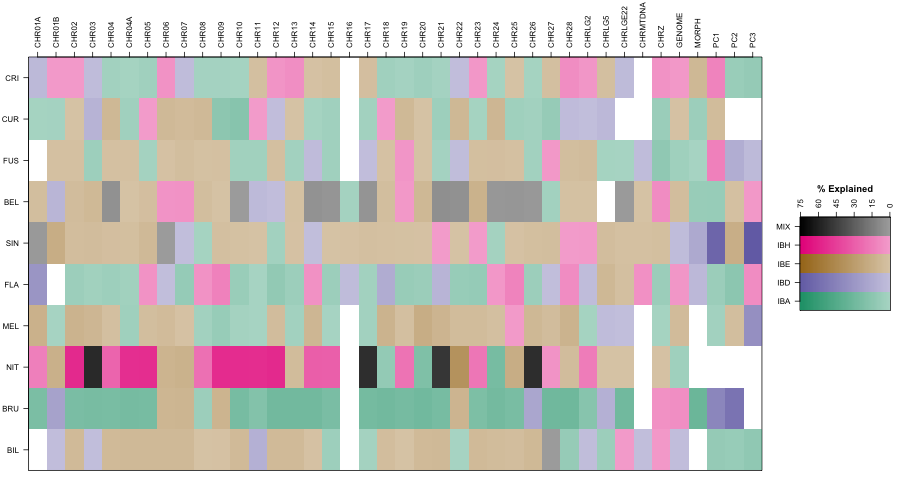 CHR01A
CHR01B
CHR02
CHR03
CHR04
CHR04A
CHR05
CHR06
CHR07
CHR08
CHR09
CHR10
CHR11
CHR12
CHR13
CHR14
CHR15
CHR16
CHR17
CHR18
CHR19
CHR20
CHR21
CHR22
CHR23
CHR24
CHR25
CHR26
CHR27
CHR28
CHRLG2
CHRLG5
CHRLGE22
CHRMTDNA
CHRZ
GENOME
MORPH
PC1
PC2
PC3
CRI
CUR
FUS
BEL
SIN
FLA
MEL
NIT
BRU
BIL
% Explained
75
60
45
30
15
0
MIX
IBH
IBE
IBD
IBA